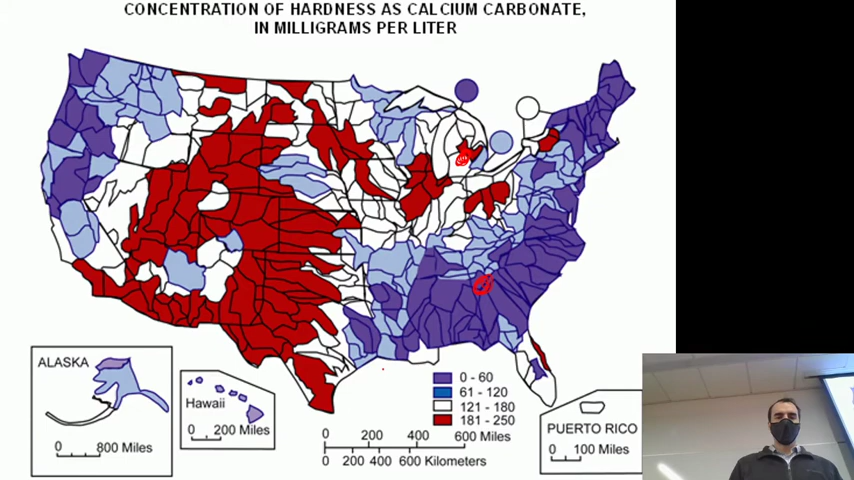 CONCENTRATION OF HARDNESS AS CALCIUM CARBONATE,
IN MILLIGRAMS PER LITER
ALASKA
0 800 Miles
Hawaii
0 200 Miles
0 - 60
61 - 120
121 - 180
181 - 250
0 200 400 600 Miles
0 200 400 600 Kilometers
PUERTO RICO
0 100 Miles